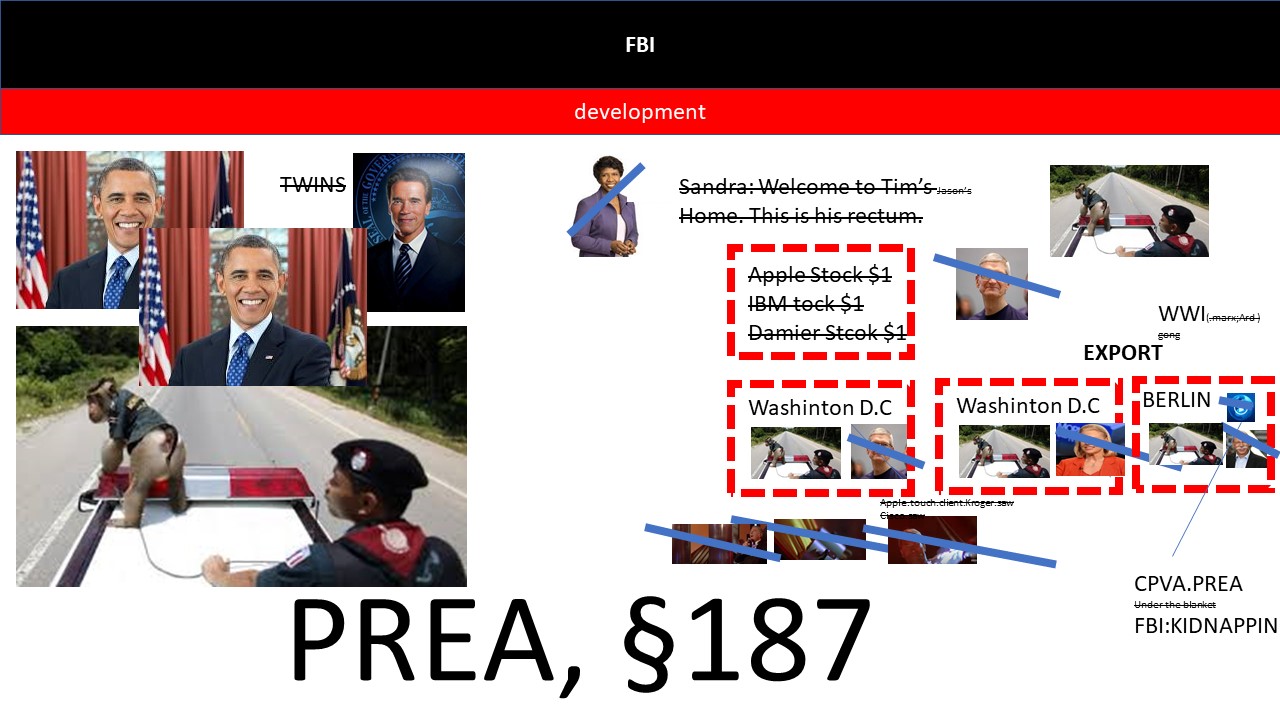 FBI
development
TWINS
Sandra: Welcome to Tim's Jason's
Home. This is his rectum.
Apple Stock $1
IBM tock $1
Damier Stcok $1
WWI(.marx;Ard )
gong
EXPORT
Washinton D.C
Washinton D.C
BERLIN
Apple.touch.client.Kroger.saw
Cisco.saw
CPVA.PREA
Under the blanket
FBI:KIDNAPPIN
PREA, §187